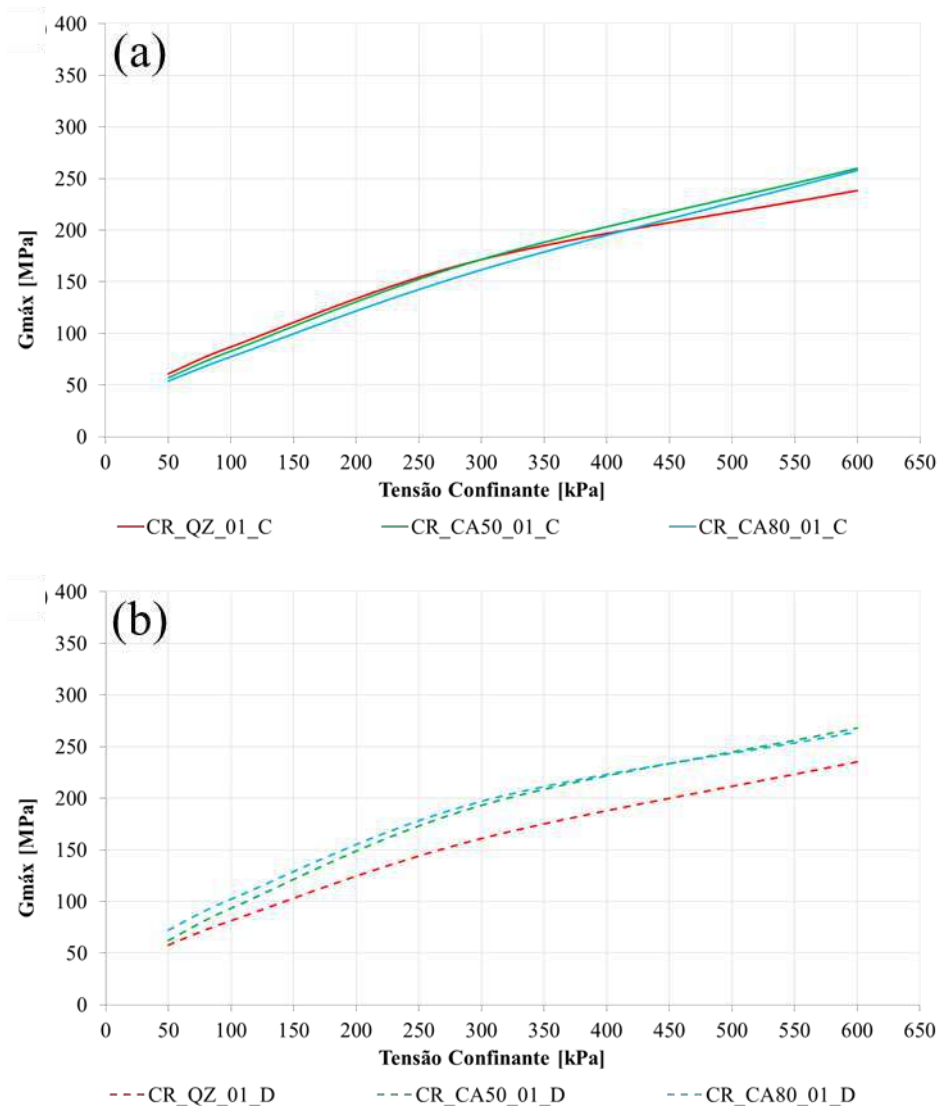 (a)
400
350
300
250
200
150
100
50
0
Gmáx [MPa]
0 50 100 150 200 250 300 350 400 450 500 550 600 650
Tensão Confinante [kPa]
CR_QZ_01_C CR_CA50_01_C CR_CA80_01_C
(b)
400
350
300
250
200
150
100
50
0
Gmáx [MPa]
0 50 100 150 200 250 300 350 400 450 500 550 600 650
Tensão Confinante [kPa]
CR_QZ_01_D CR_CA50_01_D CR_CA80_01_D